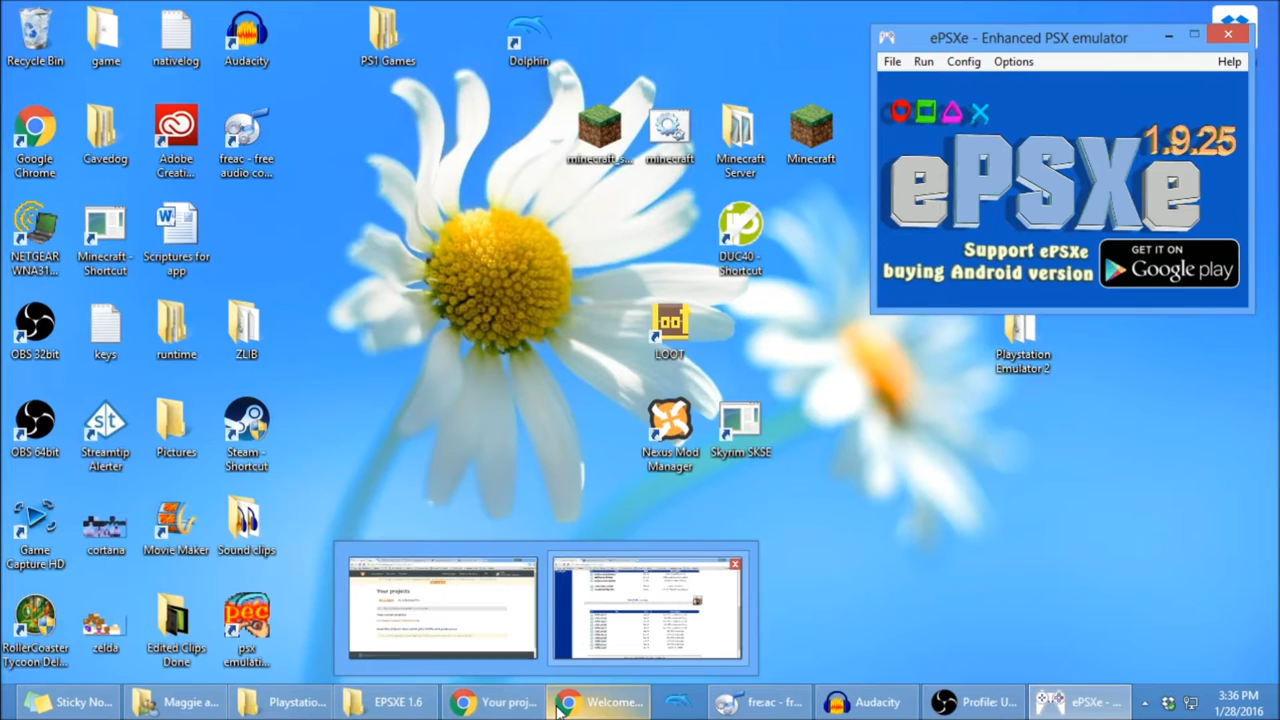 Recycle Bin
game
nativelog
Audacity
PS1 Games
Dolphin
ePSXe - Enhanced PSX emulator
File Run Config Options Help
1.9.25
ePSXe
Support ePSXe
buying Android version
GET IT ON
Google play
Google
Chrome
Cavedog
Adobe
Creati...
freac - free
audio co...
minecraft_s...
minecraft
Minecraft
Server
Minecraft
NETGEAR
WNA31...
Minecraft -
Shortcut
Scriptures for
app
DUC40 -
Shortcut
OBS 32bit
keys
runtime
ZLIB
LOOT
Playstation
Emulator 2
OBS 64bit
Streamtip
Alerter
Pictures
Steam -
Shortcut
Nexus Mod
Manager
Skyrim SKSE
Game
Capture HD
cortana
Movie Maker
Sound clips
Your projects
RollerCoaster
Tycoon Del...
zelda
Edited Clips
Done
emulati...
Sticky No...
Maggie a...
Playstatio...
EPSXE 1.6
Your proj...
Welcome...
fre:ac - fr...
Audacity
Profile: U...
ePSXe - ...
3:36 PM
1/28/2016